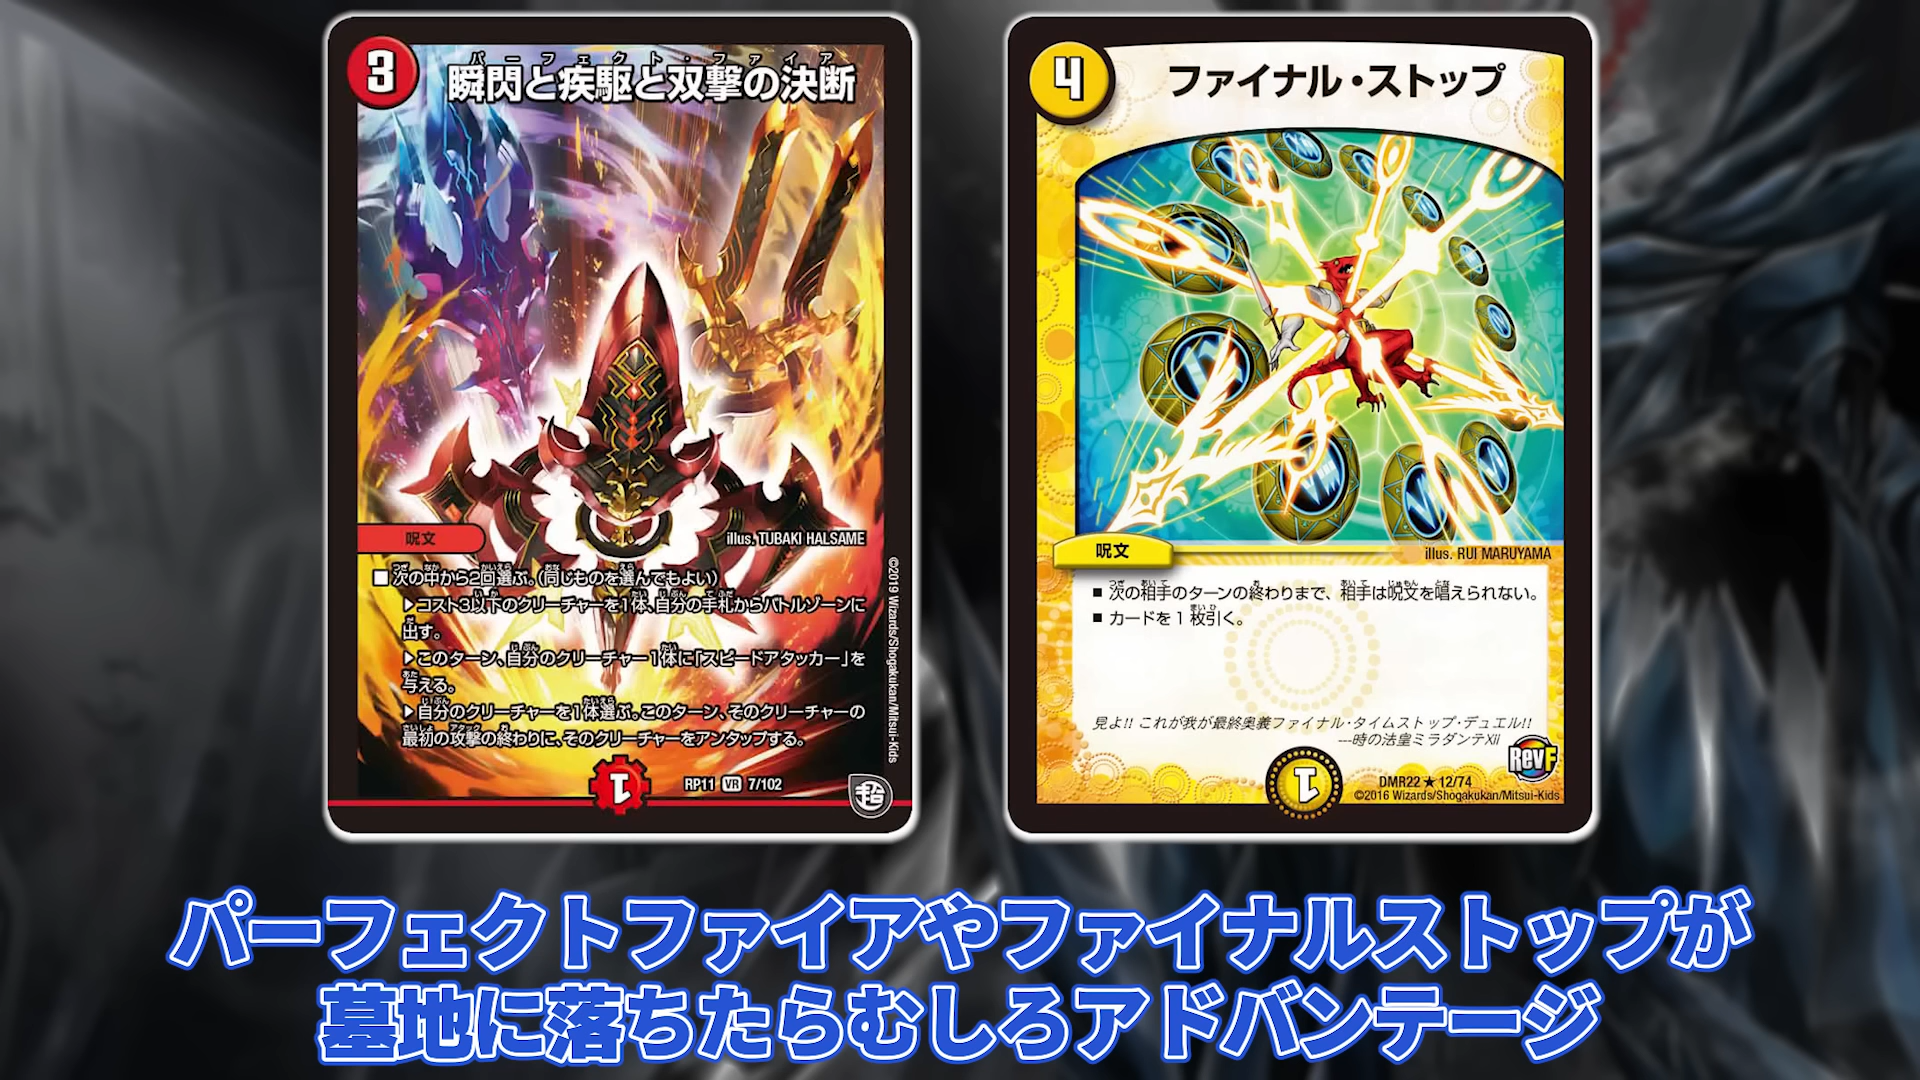 3
パーフェクト・ファイア
瞬閃と疾駆と双撃の決断
呪文
illus. TUBAKI HALSAME
■次の中から2回選ぶ。(同じものを選んでもよい)
▶コスト3以下のクリーチャーを1体、自分の手札からバトルゾーンに
出す。
▶このターン、自分のクリーチャー1体に「スピードアタッカー」を
与える。
▶自分のクリーチャーを1体選ぶ。このターン、そのクリーチャーの
最初の攻撃の終わりに、そのクリーチャーをアンタップする。
1
RP11 VR 7/102
超
©2019 Wizards/Shogakukan/Mitsui-Kids
4
ファイナル・ストップ
呪文
illus. RUI MARUYAMA
■ 次の相手のターンの終わりまで、相手は呪文を唱えられない。
■ カードを1枚引く。
見よ!! これが我が最終奥義ファイナル・タイムストップ・デュエル!!
---時の法皇ミラダンテXII
RevF
1
DMR22 ★ 12/74
©2016 Wizards/Shogakukan/Mitsui-Kids
パーフェクトファイアやファイナルストップが
墓地に落ちたらむしろアドバンテージ